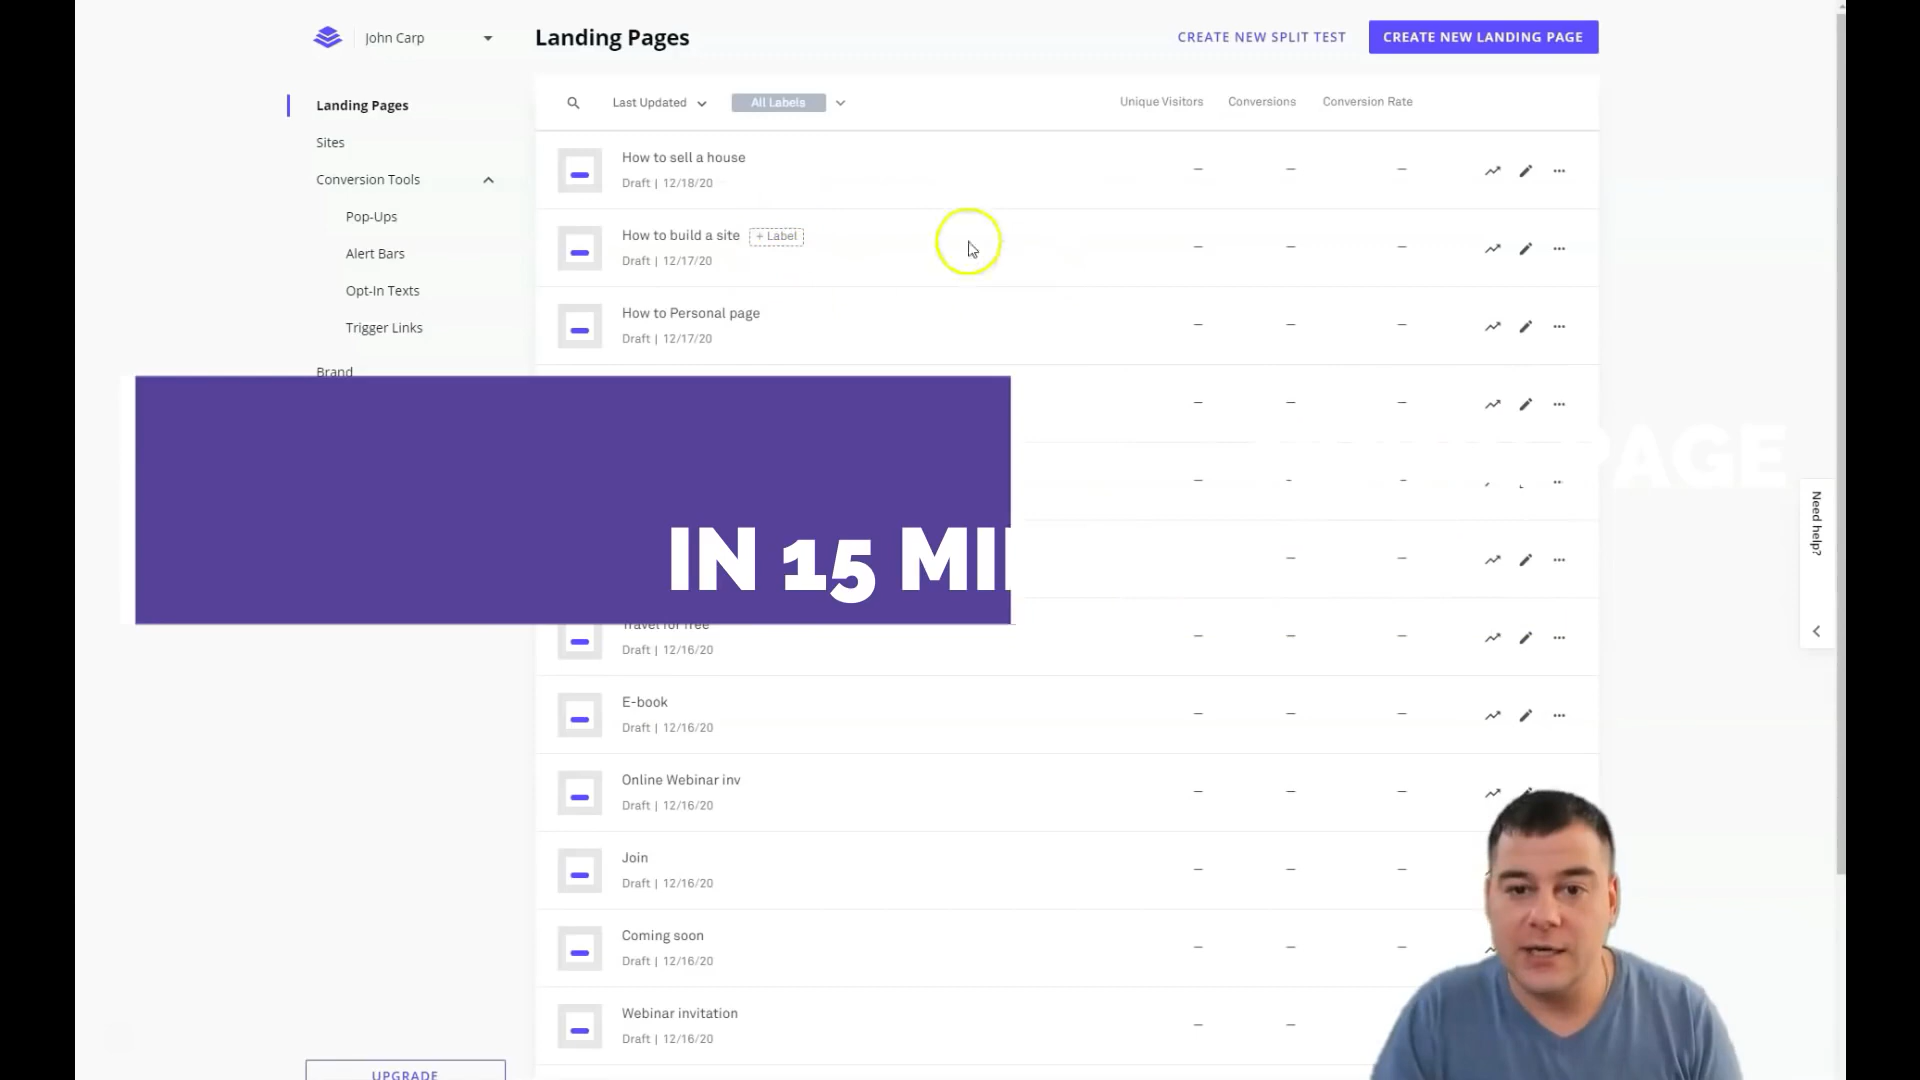 John Carp
Landing Pages
CREATE NEW SPLIT TEST
CREATE NEW LANDING PAGE
Landing Pages
Sites
Conversion Tools
Pop-Ups
Alert Bars
Opt-In Texts
Trigger Links
Brand
UPGRADE
Last Updated
All Labels
Unique Visitors
Conversions
Conversion Rate
How to sell a house
Draft | 12/18/20
How to build a site + Label
Draft | 12/17/20
How to Personal page
Draft | 12/17/20
PAGE
IN 15 MI
Travel for free
Draft | 12/16/20
E-book
Draft | 12/16/20
Online Webinar inv
Draft | 12/16/20
Join
Draft | 12/16/20
Coming soon
Draft | 12/16/20
Webinar invitation
Draft | 12/16/20
Need help?